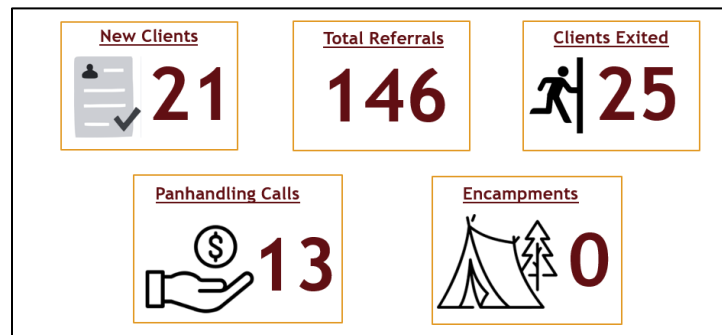 New Clients
21
Total Referrals
146
Clients Exited
25
Panhandling Calls
$
13
Encampments
0